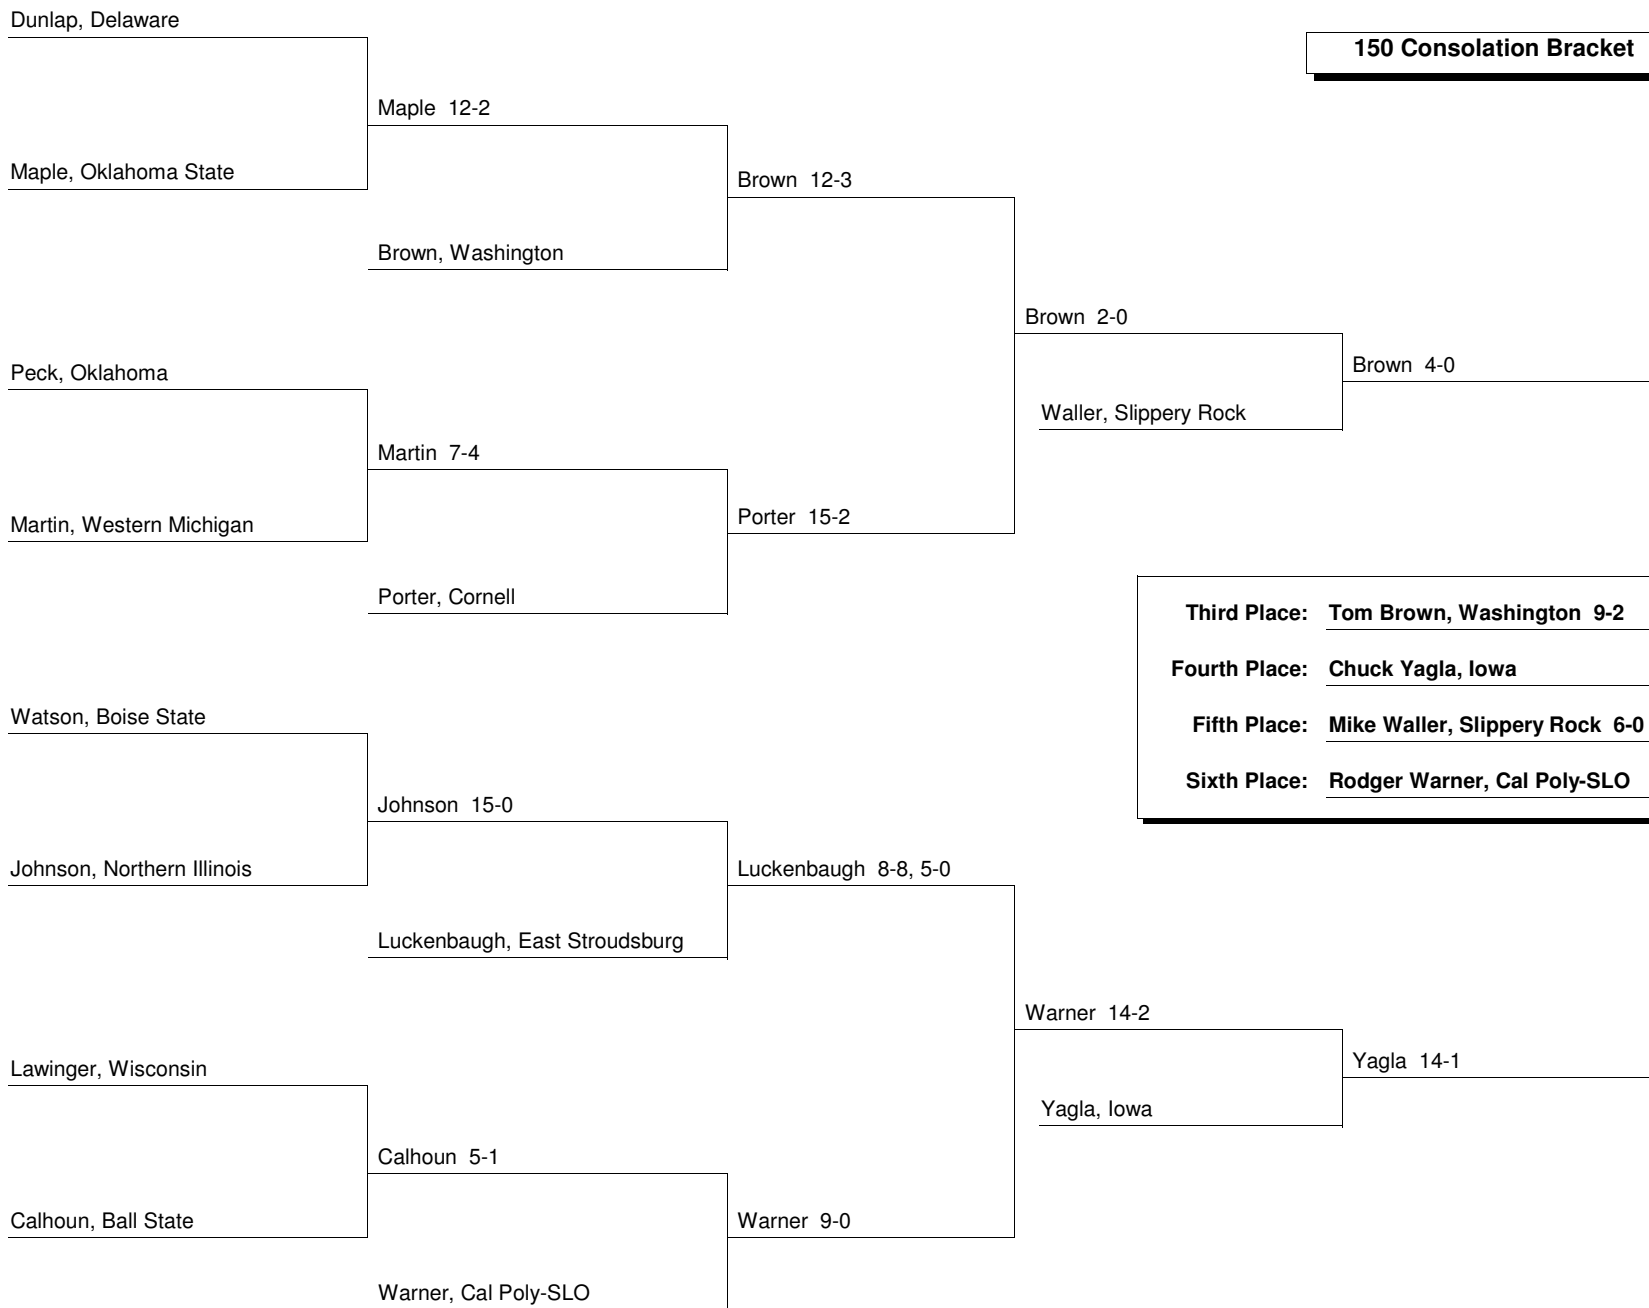 Dunlap, Delaware
150 Consolation Bracket
Maple 12-2
Maple, Oklahoma State
Brown 12-3
Brown, Washington
Brown 2-0
Peck, Oklahoma
Brown 4-0
Waller, Slippery Rock
Martin 7-4
Martin, Western Michigan
Porter 15-2
Porter, Cornell
Third Place: Tom Brown, Washington 9-2
Fourth Place: Chuck Yagla, Iowa
Fifth Place: Mike Waller, Slippery Rock 6-0
Sixth Place: Rodger Warner, Cal Poly-SLO
Watson, Boise State
Johnson 15-0
Johnson, Northern Illinois
Luckenbaugh 8-8, 5-0
Luckenbaugh, East Stroudsburg
Warner 14-2
Lawinger, Wisconsin
Yagla 14-1
Yagla, Iowa
Calhoun 5-1
Calhoun, Ball State
Warner 9-0
Warner, Cal Poly-SLO